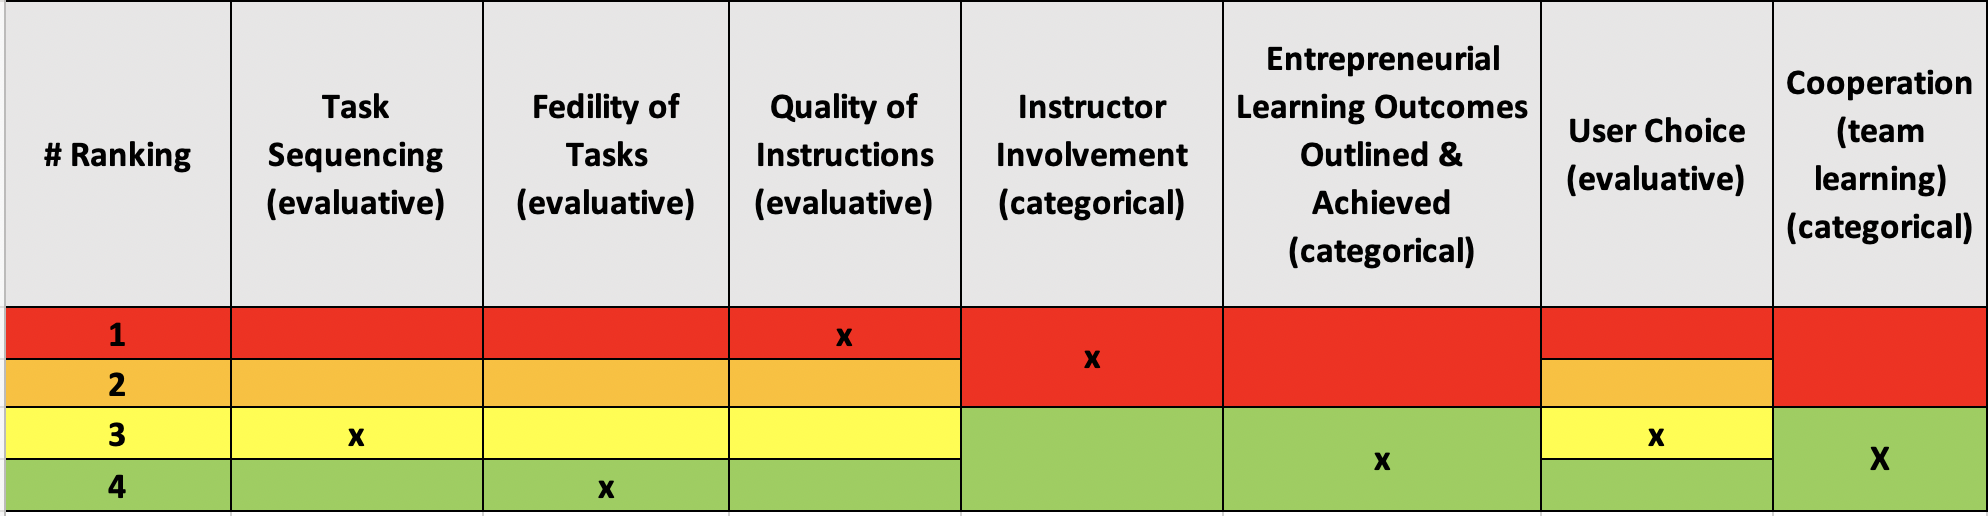 # Ranking
Task
Sequencing
(evaluative)
Fedility of
Tasks
(evaluative)
Quality of
Instructions
(evaluative)
Instructor
Involvement
(categorical)
Entrepreneurial
Learning Outcomes
Outlined &
Achieved
(categorical)
User Choice
(evaluative)
Cooperation
(team
learning)
(categorical)
1
x
x
2
3
x
x
x
X
4
x